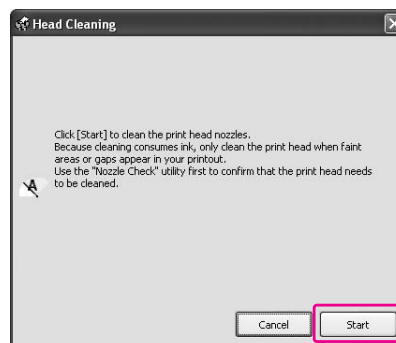 Head Cleaning
Click [Start] to clean the print head nozzles.
Because cleaning consumes ink, only clean the print head when faint
areas or gaps appear in your printout.
Use the "Nozzle Check" utility first to confirm that the print head needs
to be cleaned.
A
Cancel
Start